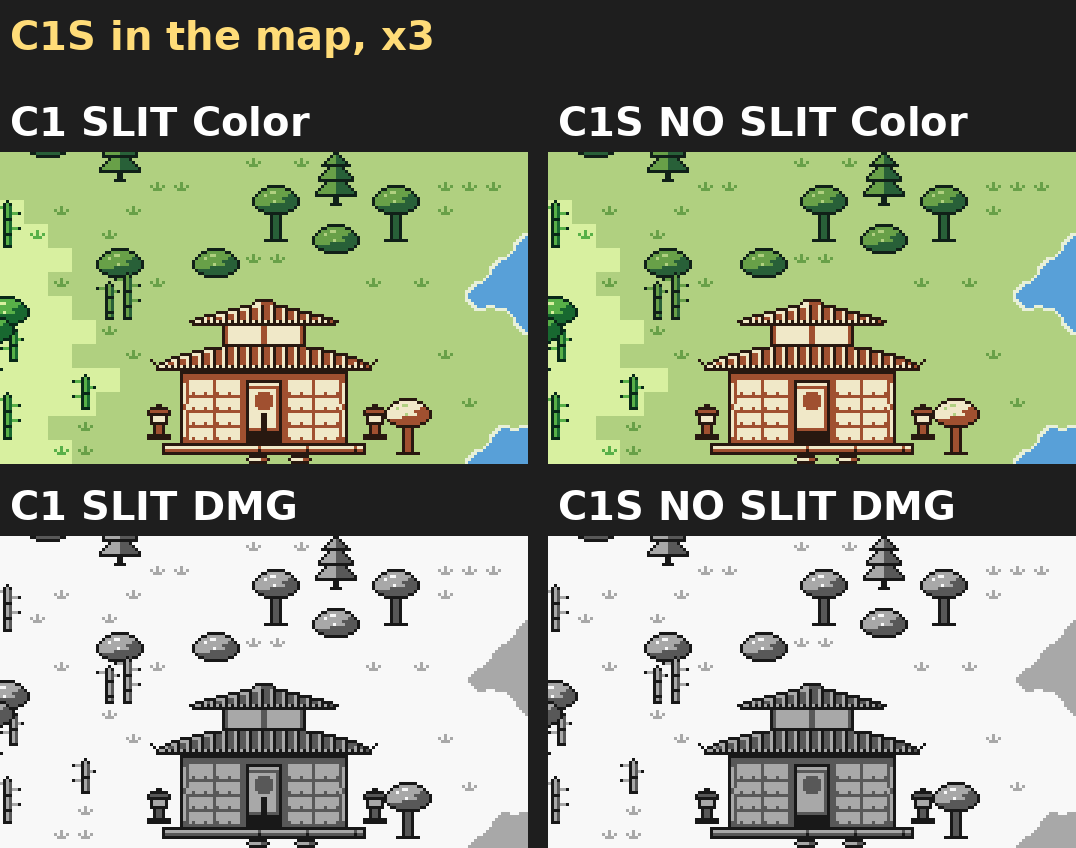 C1S in the map, x3
C1 SLIT Color
C1S NO SLIT Color
C1 SLIT DMG
C1S NO SLIT DMG